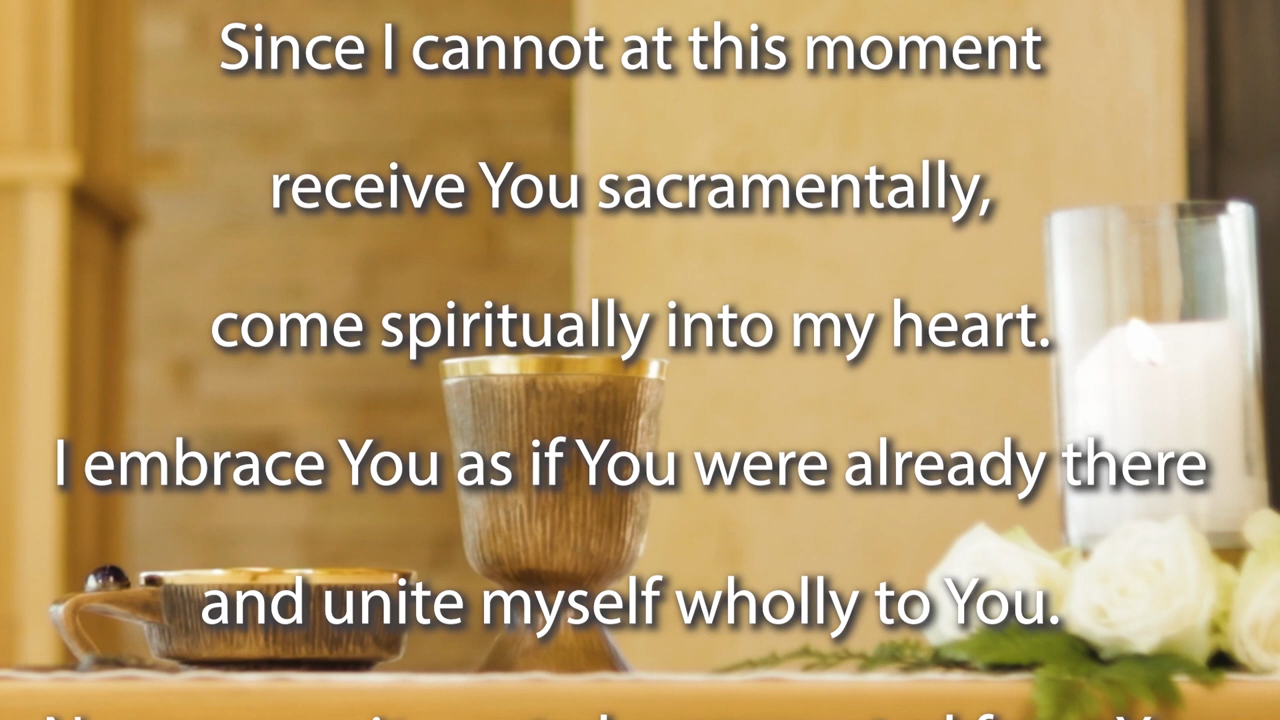 Since I cannot at this moment
receive You sacramentally,
come spiritually into my heart.
I embrace You as if You were already there
and unite myself wholly to You.